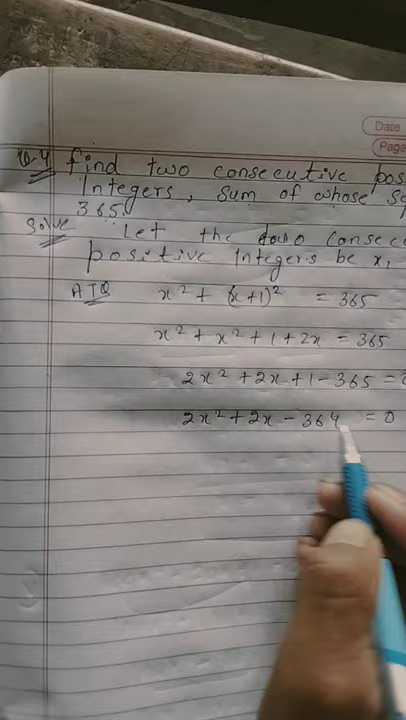 Date
Page
Q.4 Find two consecutive pos
Integers, sum of whose sq
365.
Solve Let the two consecu
positive Integers be x,
ATQ x² + (x+1)² = 365
x² + x² + 1 + 2x = 365
2x² + 2x + 1 - 365 = 0
2x² + 2x - 364 = 0